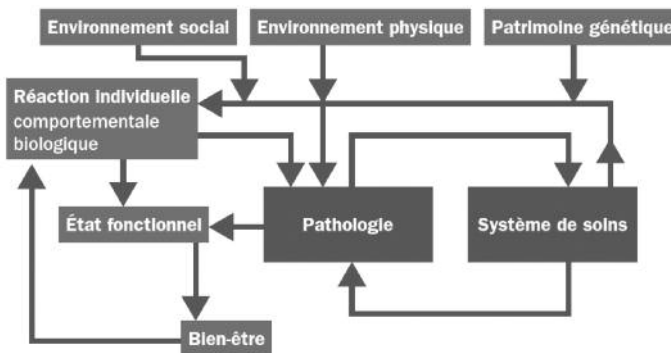 Environnement social
Environnement physique
Patrimoine génétique
Réaction individuelle
comportementale
biologique
État fonctionnel
Pathologie
Système de soins
Bien-être